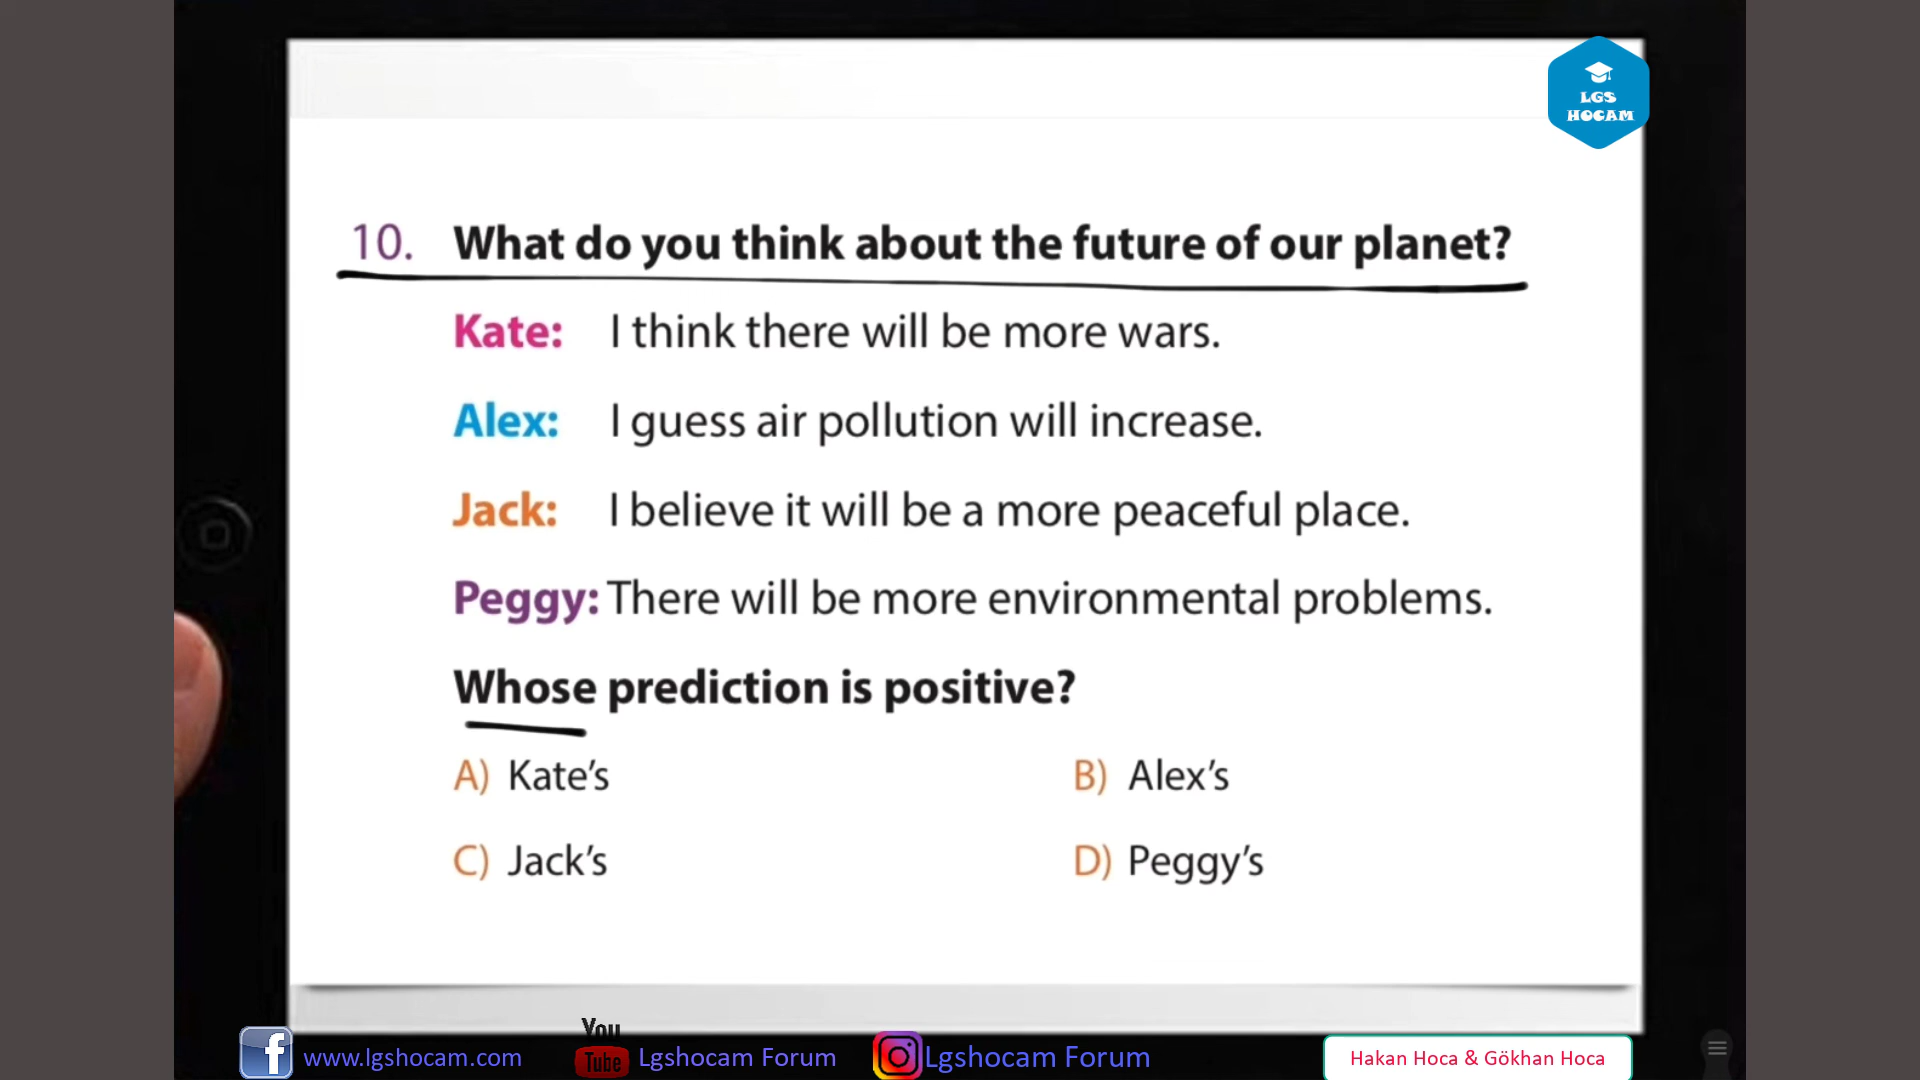 LGS
HOCAM
10. What do you think about the future of our planet?
Kate: I think there will be more wars.
Alex: I guess air pollution will increase.
Jack: I believe it will be a more peaceful place.
Peggy: There will be more environmental problems.
Whose prediction is positive?
A) Kate’s B) Alex’s
C) Jack’s D) Peggy’s
www.lgshocam.com You Tube Lgshocam Forum Lgshocam Forum Hakan Hoca & Gökhan Hoca